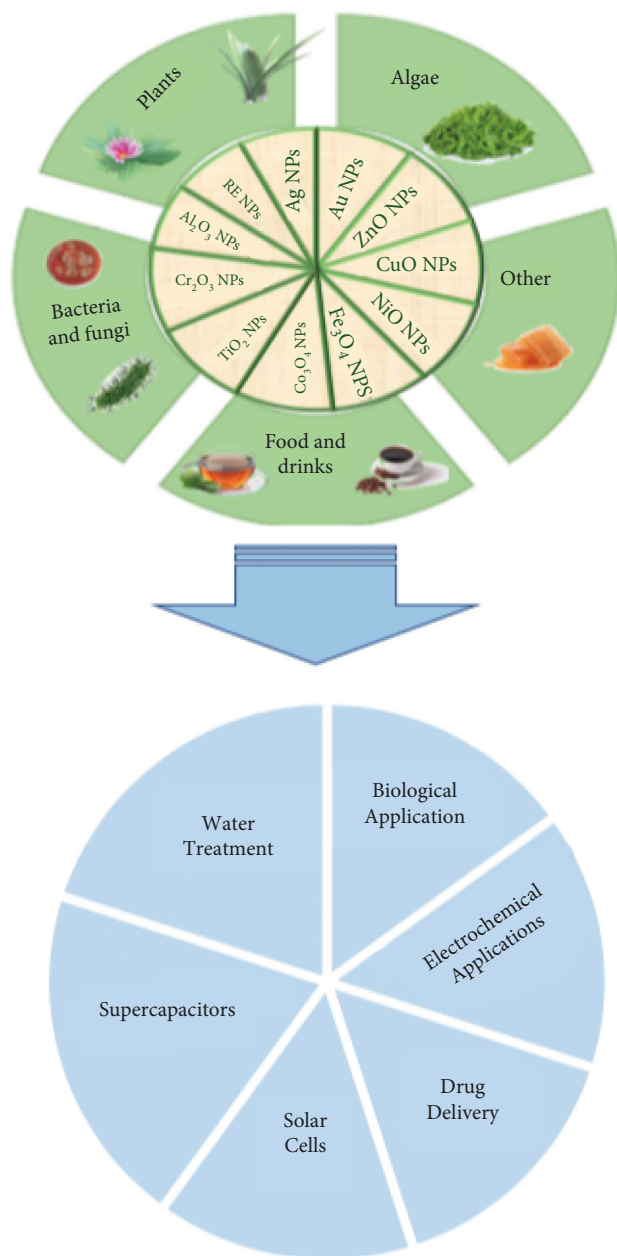 Plants
Algae
Other
Food and
drinks
Bacteria
and fungi
Ag NPs
Au NPs
ZnO NPs
CuO NPs
NiO NPs
Fe₃O₄ NPS
Co₃O₄ NPs
TiO₂ NPs
Cr₂O₃ NPs
Al₂O₃ NPs
RE NPs
Biological
Application
Electrochemical
Applications
Drug
Delivery
Solar
Cells
Supercapacitors
Water
Treatment